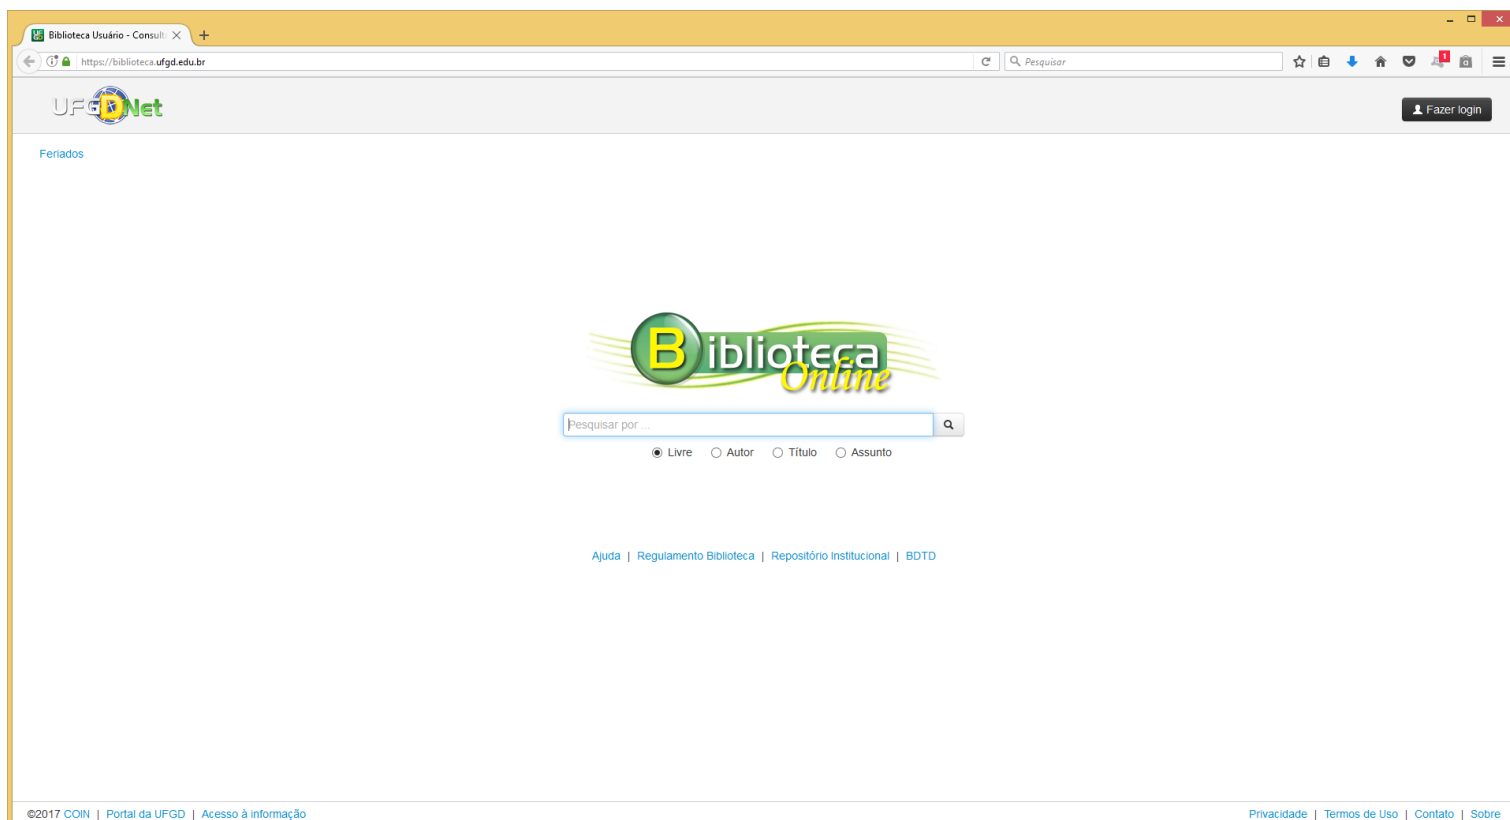 Biblioteca Usuário - Consult
https://biblioteca.ufgd.edu.br
Pesquisar
1
UFGDNet
Fazer login
Feriados
Biblioteca
Online
Pesquisar por ...
Livre Autor Título Assunto
Ajuda | Regulamento Biblioteca | Repositório Institucional | BDTD
©2017 COIN | Portal da UFGD | Acesso à informação
Privacidade | Termos de Uso | Contato | Sobre